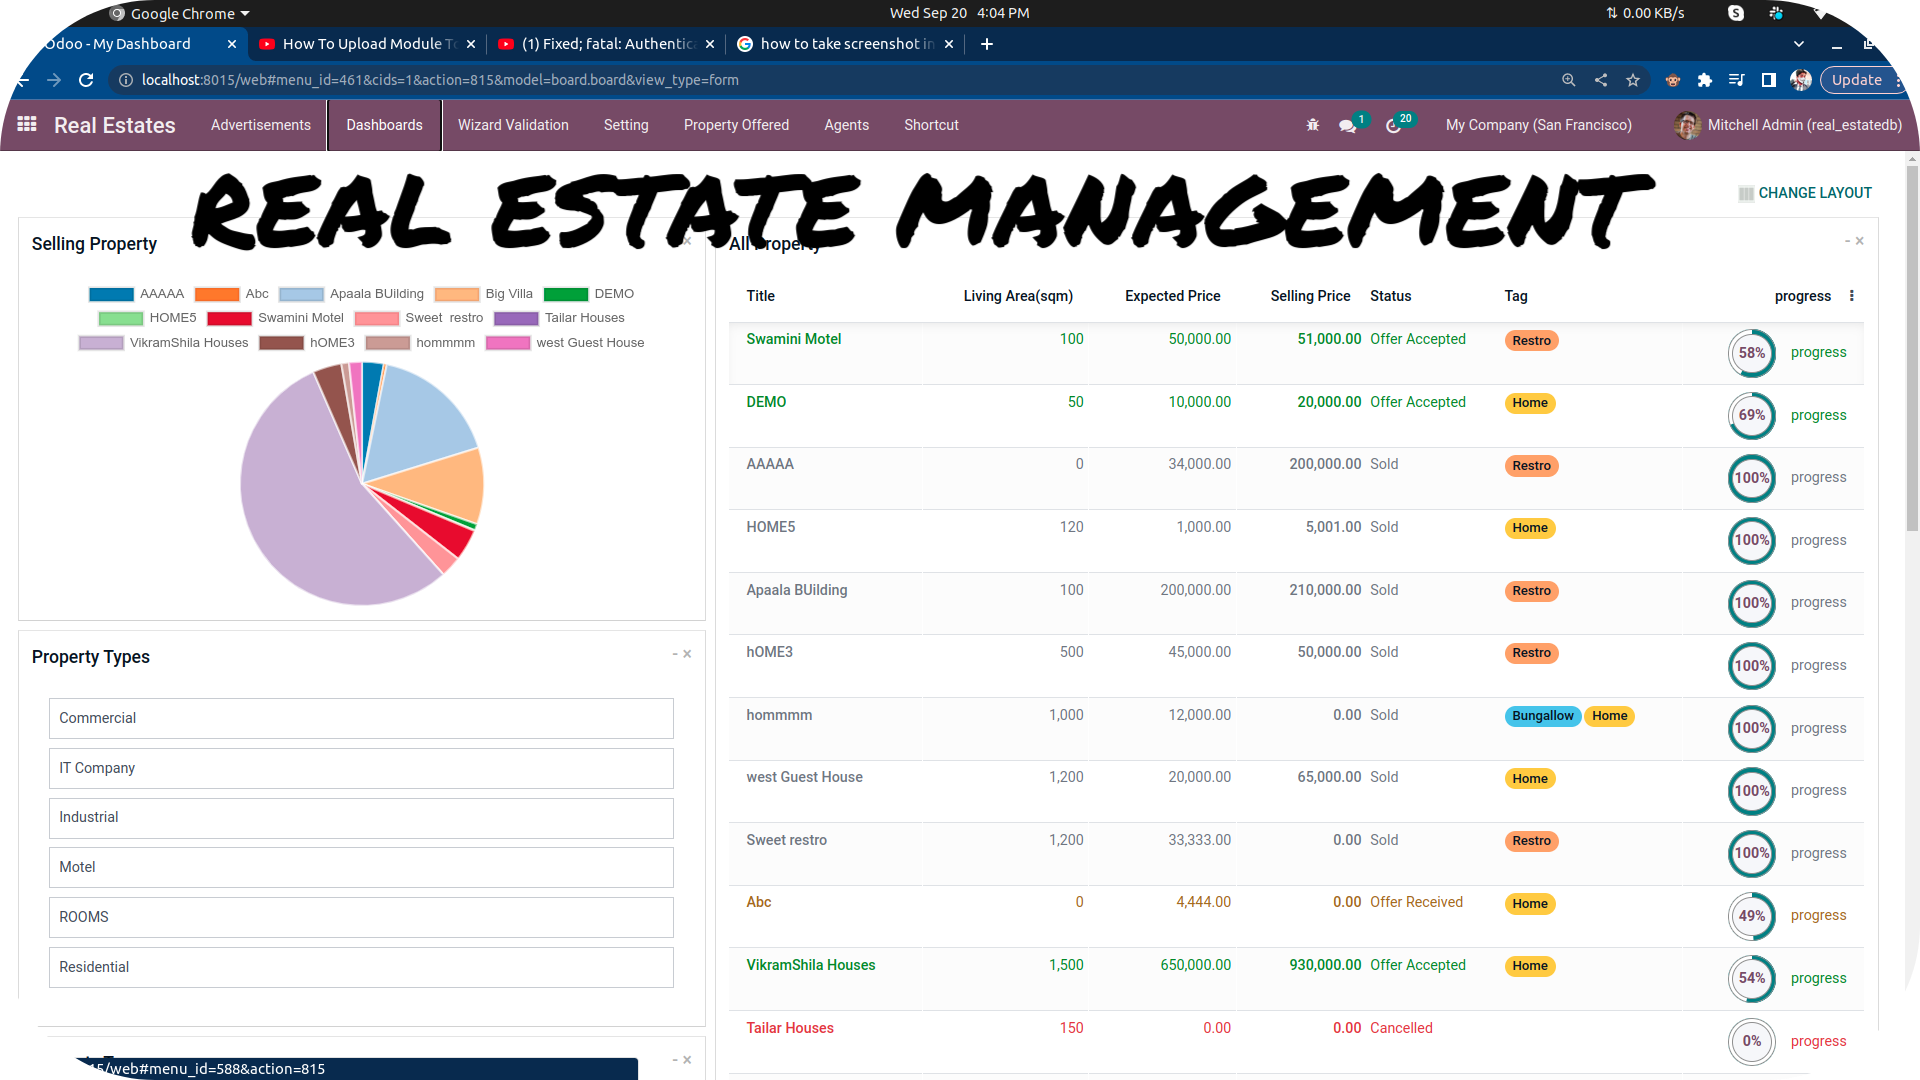 Google Chrome
Wed Sep 20 4:04 PM
0.00 KB/s
Odoo - My Dashboard
How To Upload Module To
(1) Fixed; fatal: Authentic
how to take screenshot in
localhost:8015/web#menu_id=461&cids=1&action=815&model=board.board&view_type=form
Update
Real Estates
Advertisements
Dashboards
Wizard Validation
Setting
Property Offered
Agents
Shortcut
1
20
My Company (San Francisco)
Mitchell Admin (real_estatedb)
REAL ESTATE MANAGEMENT
CHANGE LAYOUT
Selling Property
AAAAA Abc Apaala BUilding Big Villa DEMO
HOME5 Swamini Motel Sweet restro Tailar Houses
VikramShila Houses hOME3 hommmm west Guest House
Property Types
Commercial
IT Company
Industrial
Motel
ROOMS
Residential
All Property
Title Living Area(sqm) Expected Price Selling Price Status Tag progress
Swamini Motel 100 50,000.00 51,000.00 Offer Accepted Restro 58% progress
DEMO 50 10,000.00 20,000.00 Offer Accepted Home 69% progress
AAAAA 0 34,000.00 200,000.00 Sold Restro 100% progress
HOME5 120 1,000.00 5,001.00 Sold Home 100% progress
Apaala BUilding 100 200,000.00 210,000.00 Sold Restro 100% progress
hOME3 500 45,000.00 50,000.00 Sold Restro 100% progress
hommmm 1,000 12,000.00 0.00 Sold Bungallow Home 100% progress
west Guest House 1,200 20,000.00 65,000.00 Sold Home 100% progress
Sweet restro 1,200 33,333.00 0.00 Sold Restro 100% progress
Abc 0 4,444.00 0.00 Offer Received Home 49% progress
VikramShila Houses 1,500 650,000.00 930,000.00 Offer Accepted Home 54% progress
Tailar Houses 150 0.00 0.00 Cancelled 0% progress
5/web#menu_id=588&action=815